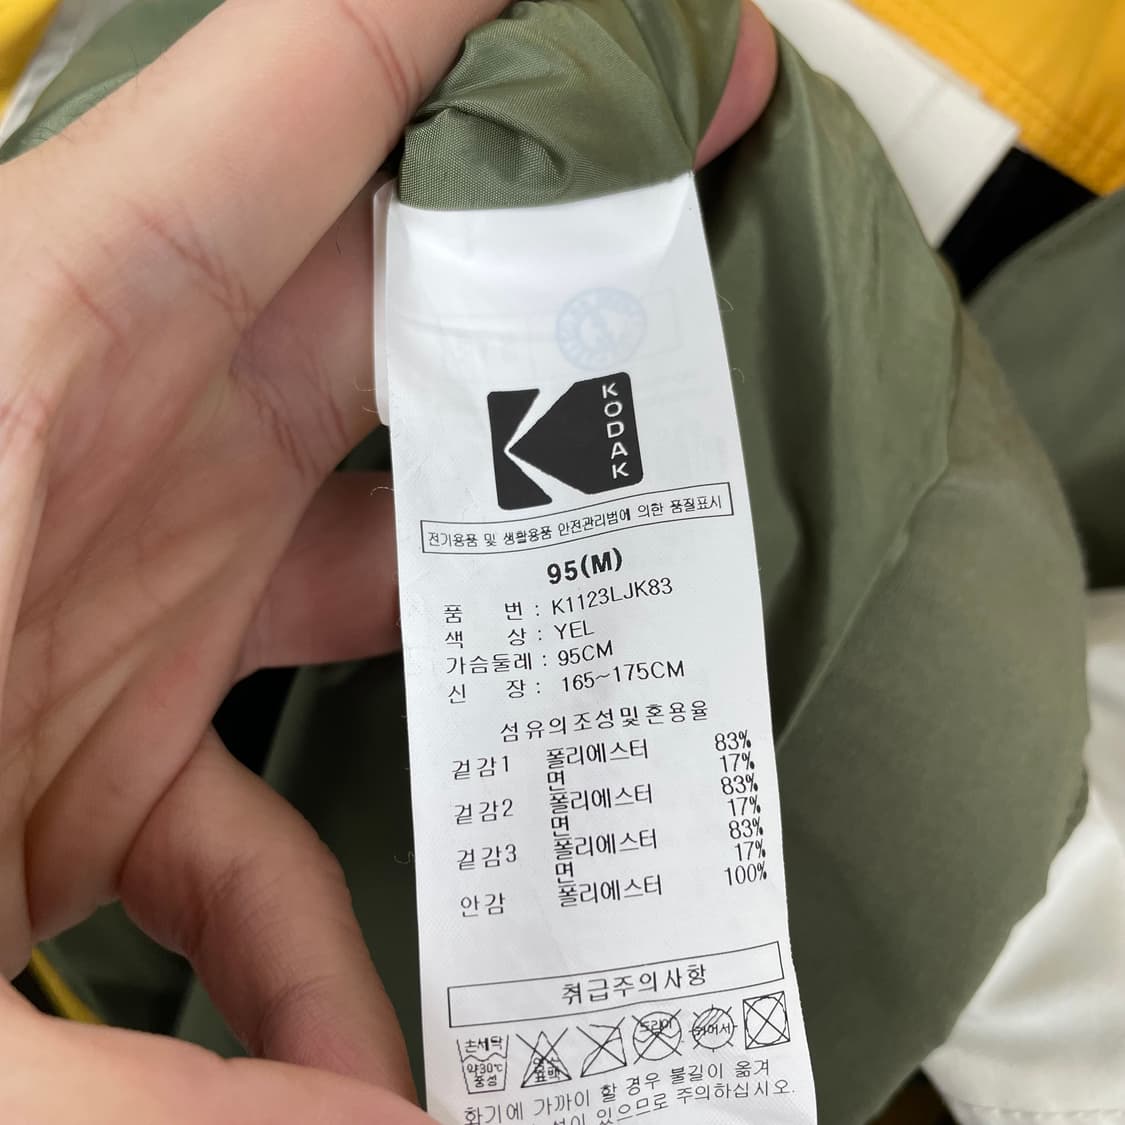 KODAK
전기용품 및 생활용품 안전관리법에 의한 품질표시
95(M)
품 번 : K1123LJK83
색 상 : YEL
가슴둘레 : 95CM
신 장 : 165~175CM
섬유의조성및혼용율
겉감1 폴리에스터 83%
면 17%
겉감2 폴리에스터 83%
면 17%
겉감3 폴리에스터 83%
면 17%
안감 폴리에스터 100%
취급주의사항
손세탁
약30℃
중성
염소
표백
드라이
화기에 가까이 할 경우 불길이 옮겨
있으므로 주의하십시오.